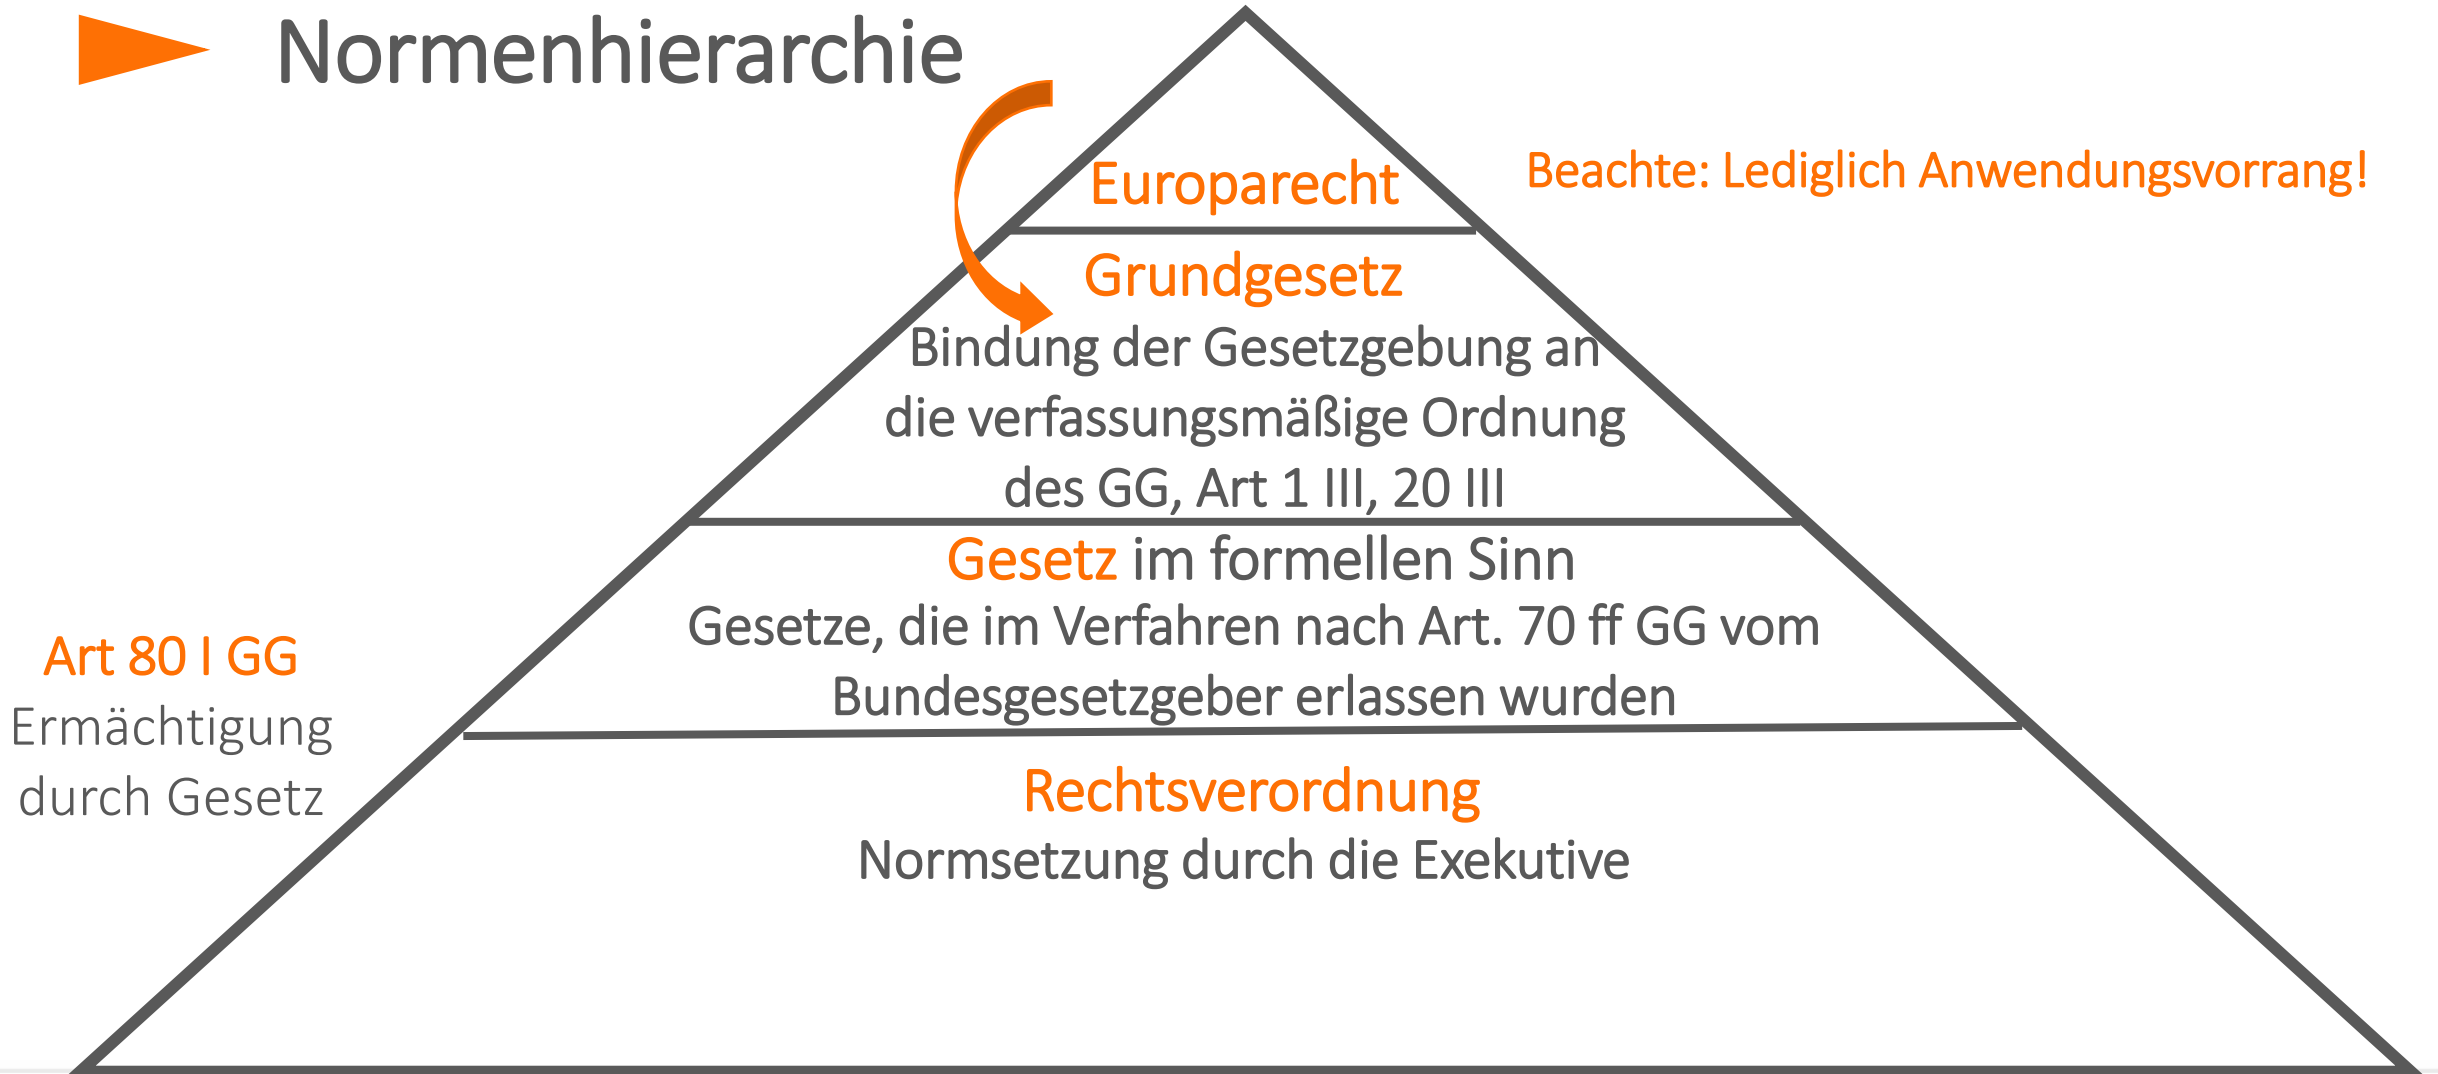 Normenhierarchie
Europarecht
Beachte: Lediglich Anwendungsvorrang!
Grundgesetz
Bindung der Gesetzgebung an
die verfassungsmäßige Ordnung
des GG, Art 1 III, 20 III
Gesetz im formellen Sinn
Gesetze, die im Verfahren nach Art. 70 ff GG vom
Bundesgesetzgeber erlassen wurden
Art 80 I GG
Ermächtigung
durch Gesetz
Rechtsverordnung
Normsetzung durch die Exekutive